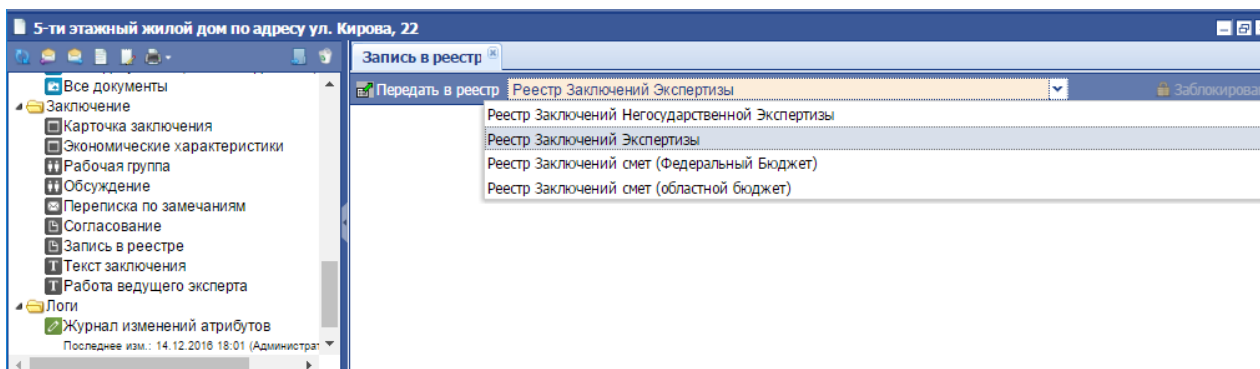 5-ти этажный жилой дом по адресу ул. Кирова, 22
Все документы
Заключение
Карточка заключения
Экономические характеристики
Рабочая группа
Обсуждение
Переписка по замечаниям
Согласование
Запись в реестре
Текст заключения
Работа ведущего эксперта
Логи
Журнал изменений атрибутов
Последнее изм.: 14.12.2016 18:01 (Администрат
Запись в реестр
Передать в реестр Реестр Заключений Экспертизы Заблокирован
Реестр Заключений Негосударственной Экспертизы
Реестр Заключений Экспертизы
Реестр Заключений смет (Федеральный Бюджет)
Реестр Заключений смет (областной бюджет)